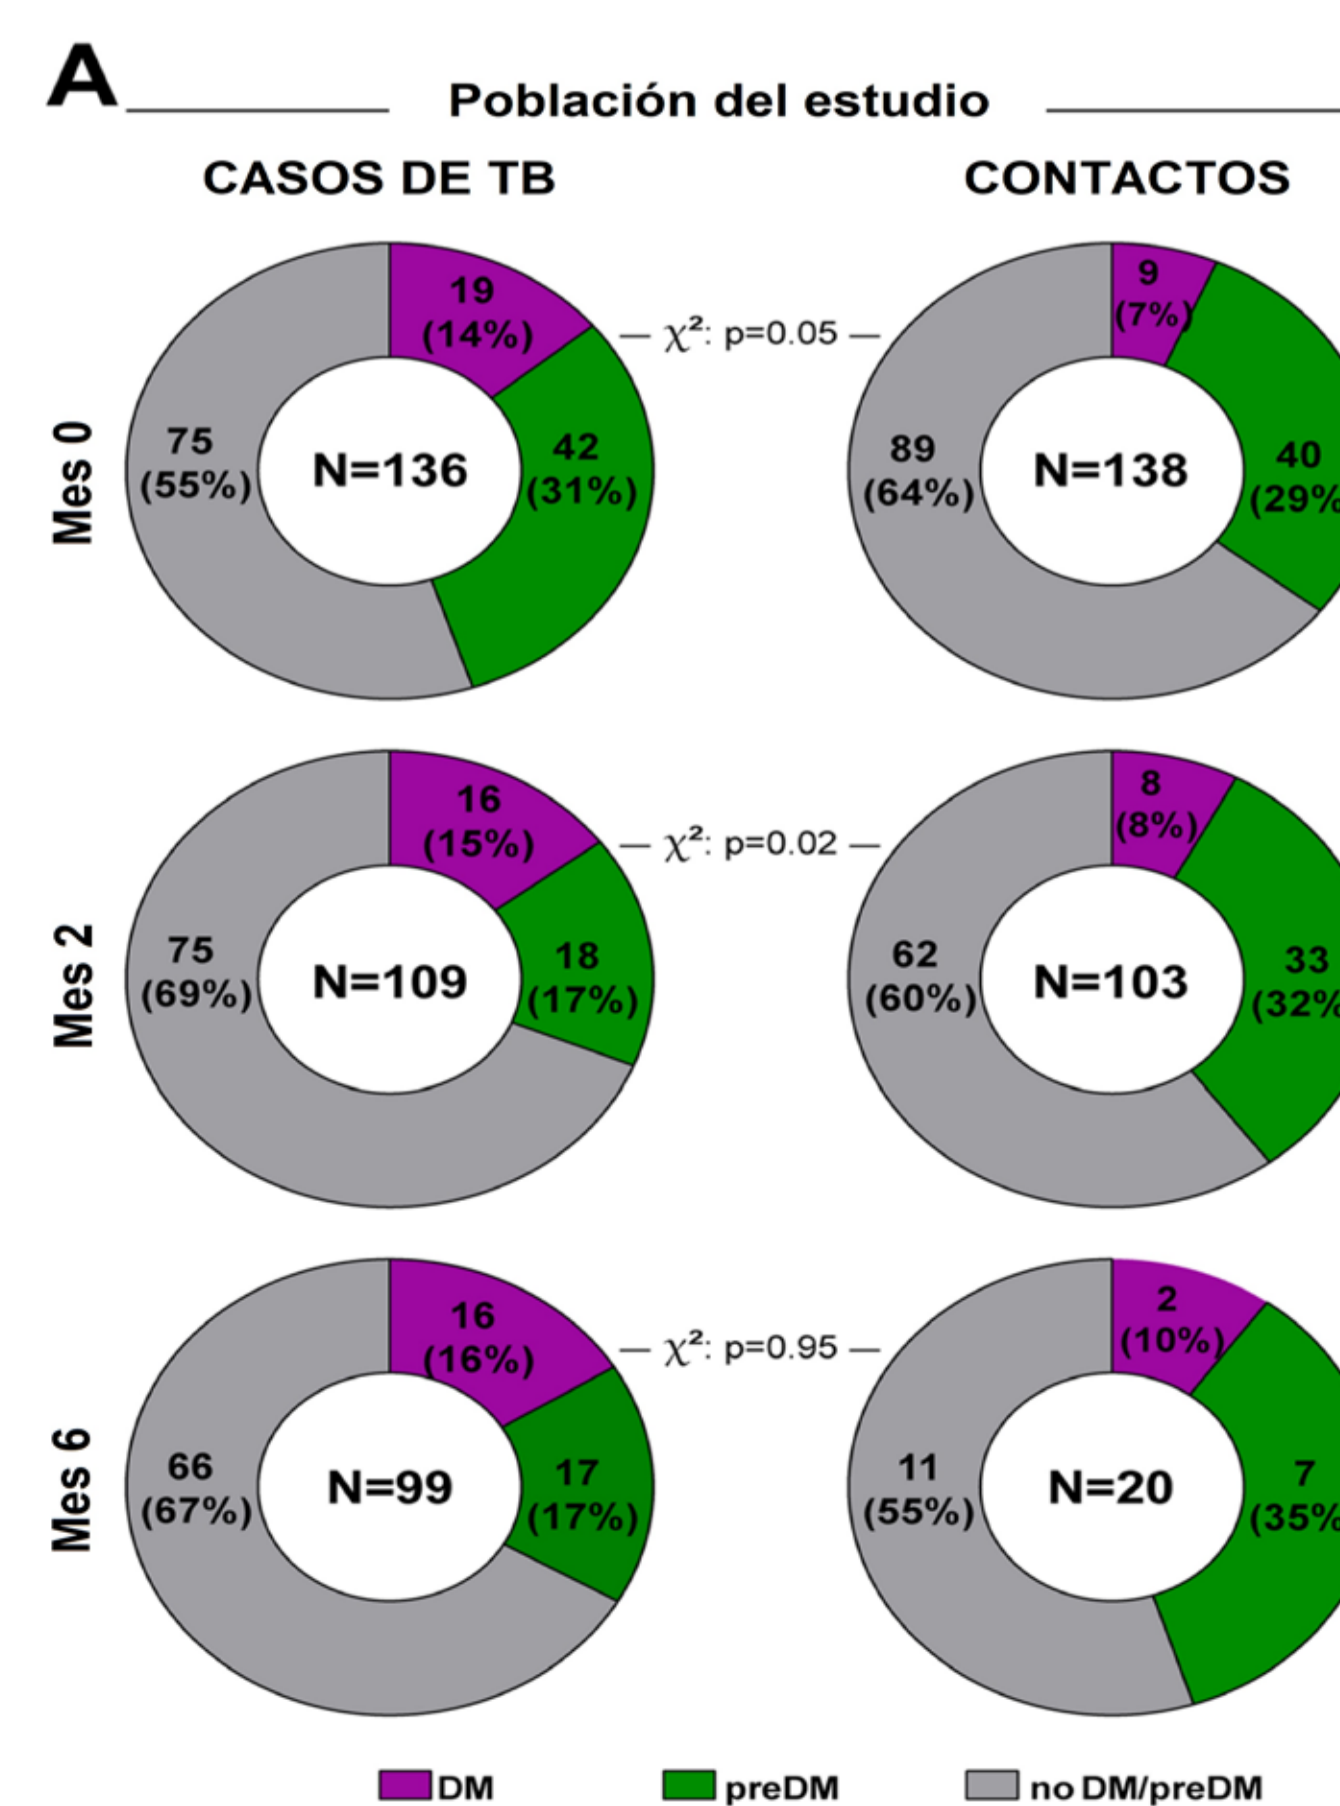 A
Población del estudio
CASOS DE TB
CONTACTOS
Mes 0
19
(14%)
42
(31%)
75
(55%)
N=136
χ²: p=0.05
9
(7%)
40
(29%
89
(64%)
N=138
Mes 2
16
(15%)
18
(17%)
75
(69%)
N=109
χ²: p=0.02
8
(8%)
33
(32%
62
(60%)
N=103
Mes 6
16
(16%)
17
(17%)
66
(67%)
N=99
χ²: p=0.95
2
(10%)
7
(35%
11
(55%)
N=20
DM
preDM
no DM/preDM